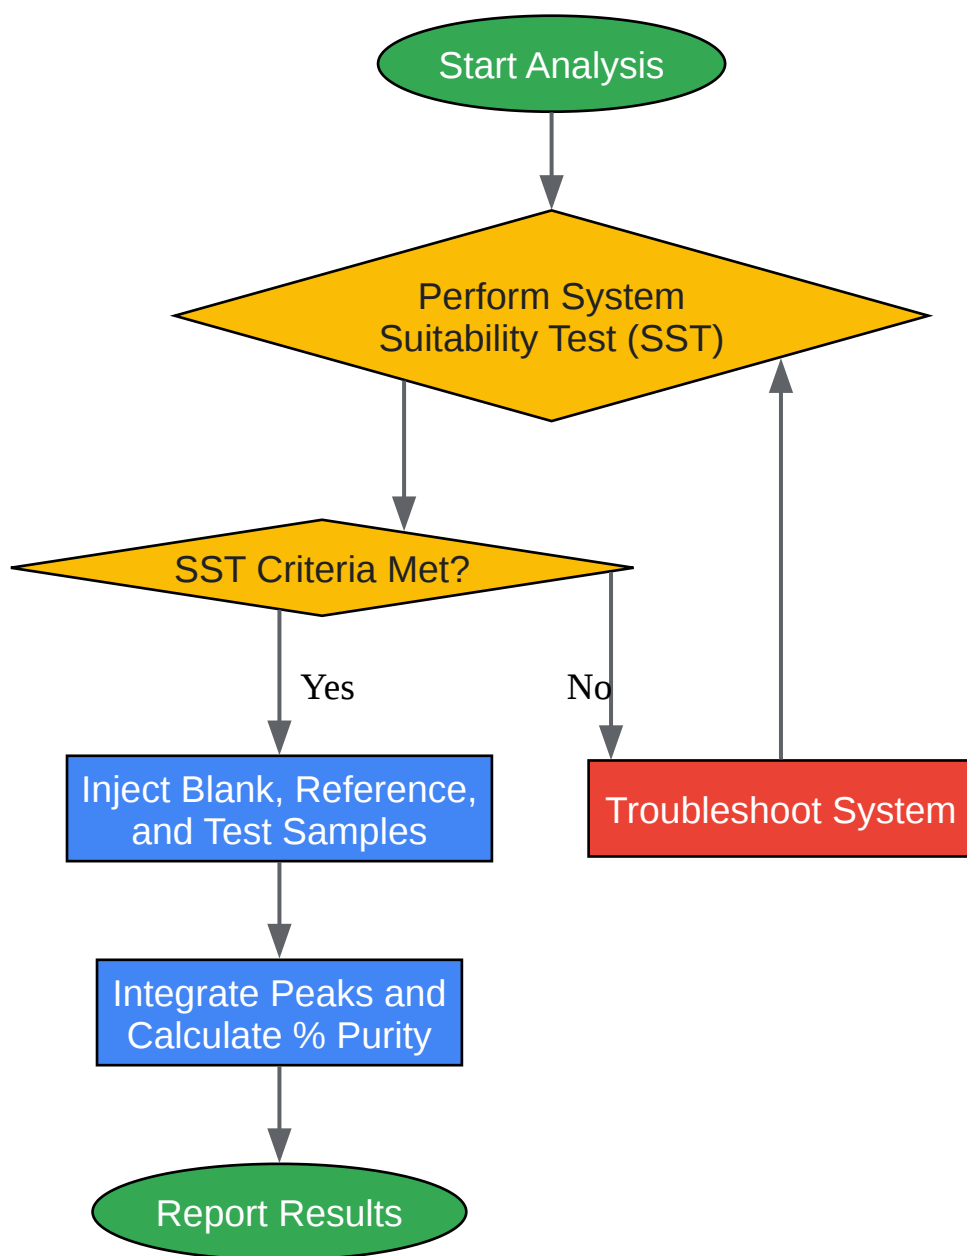 Start Analysis
Perform System
Suitability Test (SST)
SST Criteria Met?
Yes
No
Inject Blank, Reference,
and Test Samples
Troubleshoot System
Integrate Peaks and
Calculate % Purity
Report Results